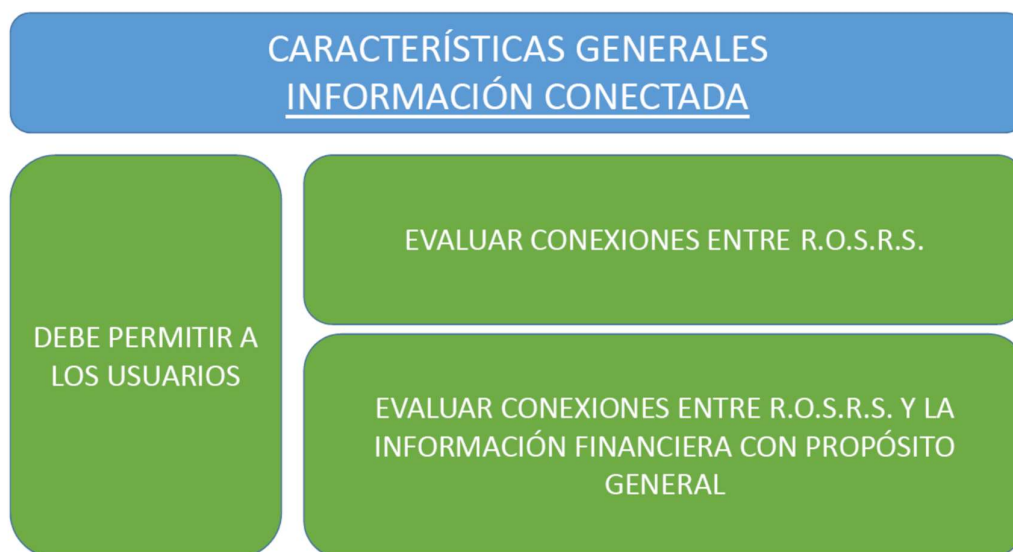 CARACTERÍSTICAS GENERALES
INFORMACIÓN CONECTADA
DEBE PERMITIR A
LOS USUARIOS
EVALUAR CONEXIONES ENTRE R.O.S.R.S.
EVALUAR CONEXIONES ENTRE R.O.S.R.S. Y LA
INFORMACIÓN FINANCIERA CON PROPÓSITO
GENERAL